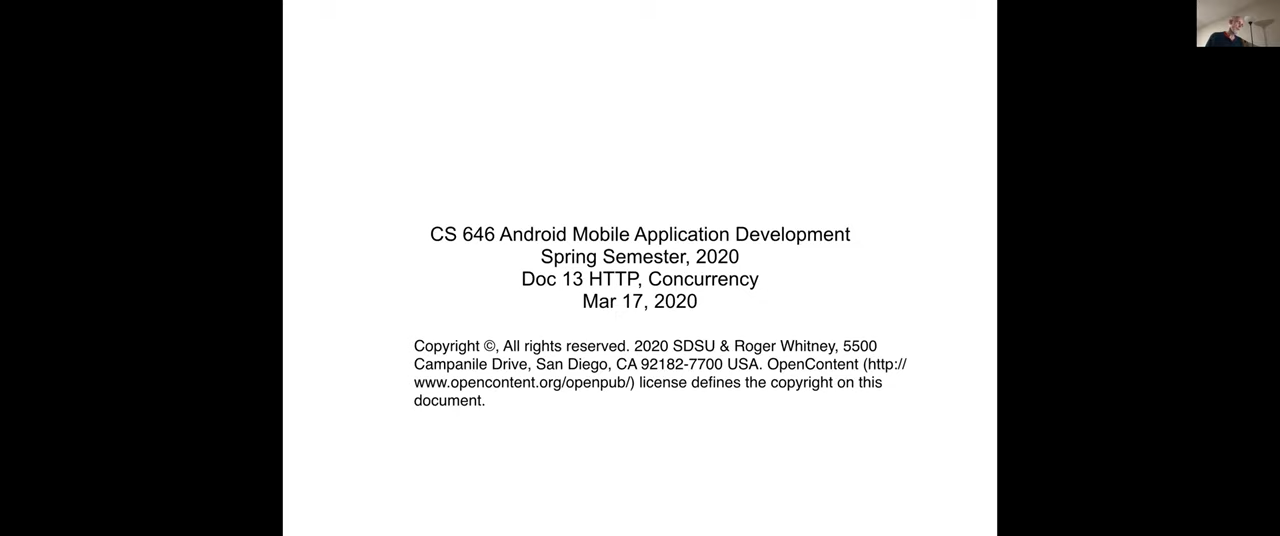 CS 646 Android Mobile Application Development
Spring Semester, 2020
Doc 13 HTTP, Concurrency
Mar 17, 2020
Copyright ©, All rights reserved. 2020 SDSU & Roger Whitney, 5500
Campanile Drive, San Diego, CA 92182-7700 USA. OpenContent (http://
www.opencontent.org/openpub/) license defines the copyright on this
document.